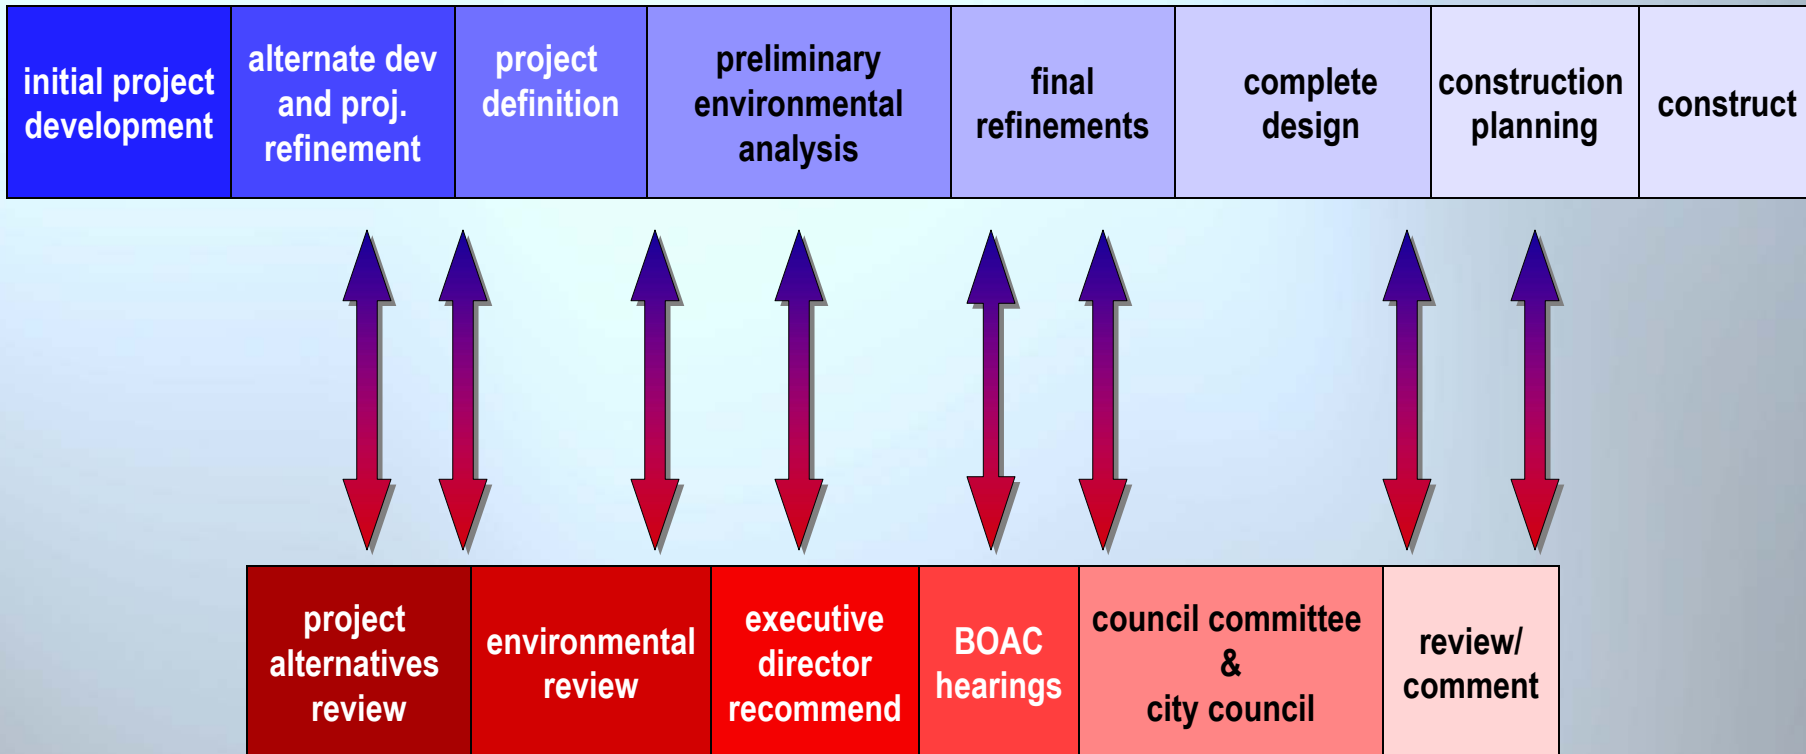 initial project
development
alternate dev
and proj.
refinement
project
definition
preliminary
environmental
analysis
final
refinements
complete
design
construction
planning
construct
project
alternatives
review
environmental
review
executive
director
recommend
BOAC
hearings
council committee
&
city council
review/
comment